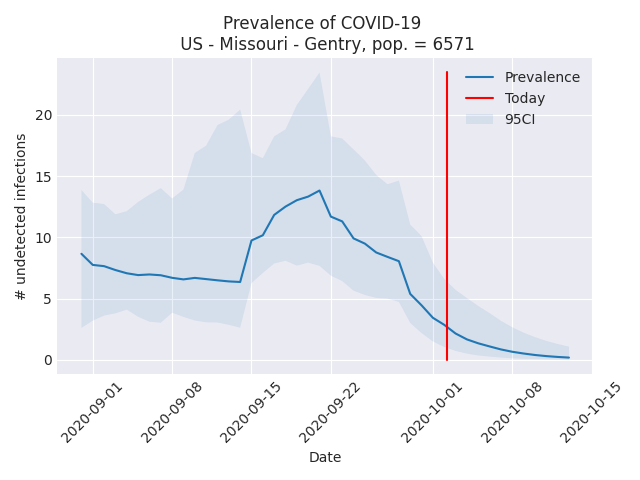 Prevalence of COVID-19
US - Missouri - Gentry, pop. = 6571
Prevalence
Today
95CI
# undetected infections
20
15
10
5
0
2020-09-01
2020-09-08
2020-09-15
2020-09-22
2020-10-01
2020-10-08
2020-10-15
Date